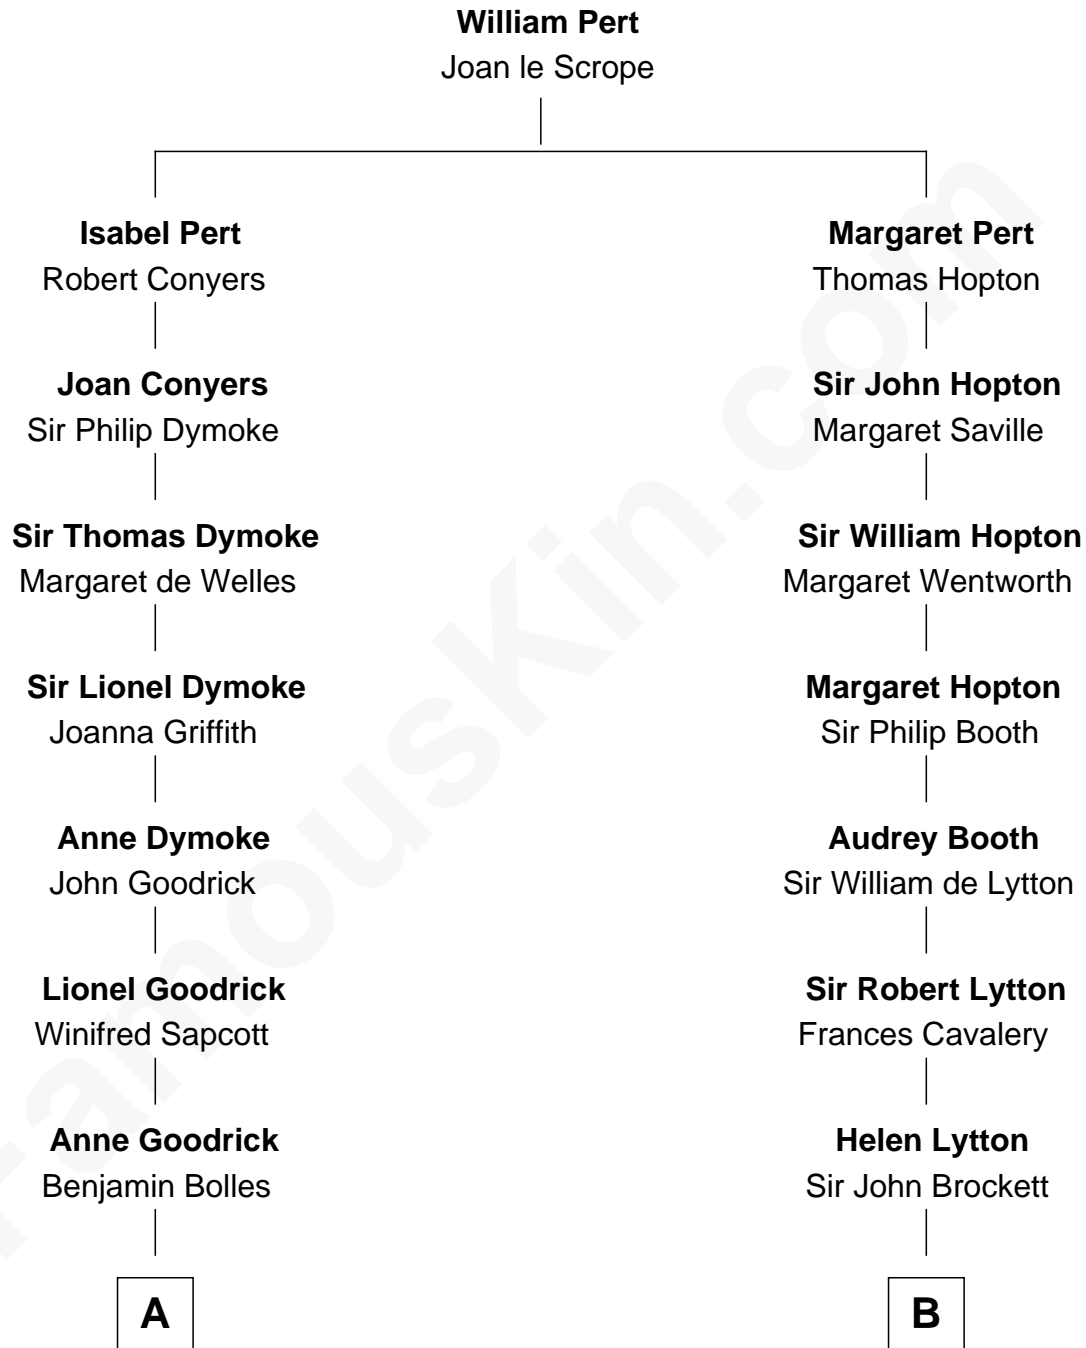 William Pert
Joan le Scrope
Isabel Pert
Robert Conyers
Margaret Pert
Thomas Hopton
Joan Conyers
Sir Philip Dymoke
Sir John Hopton
Margaret Saville
Sir Thomas Dymoke
Margaret de Welles
Sir William Hopton
Margaret Wentworth
Sir Lionel Dymoke
Joanna Griffith
Margaret Hopton
Sir Philip Booth
Anne Dymoke
John Goodrick
Audrey Booth
Sir William de Lytton
Lionel Goodrick
Winifred Sapcott
Sir Robert Lytton
Frances Cavalery
Anne Goodrick
Benjamin Bolles
Helen Lytton
Sir John Brockett
A
B
FamousKin.com